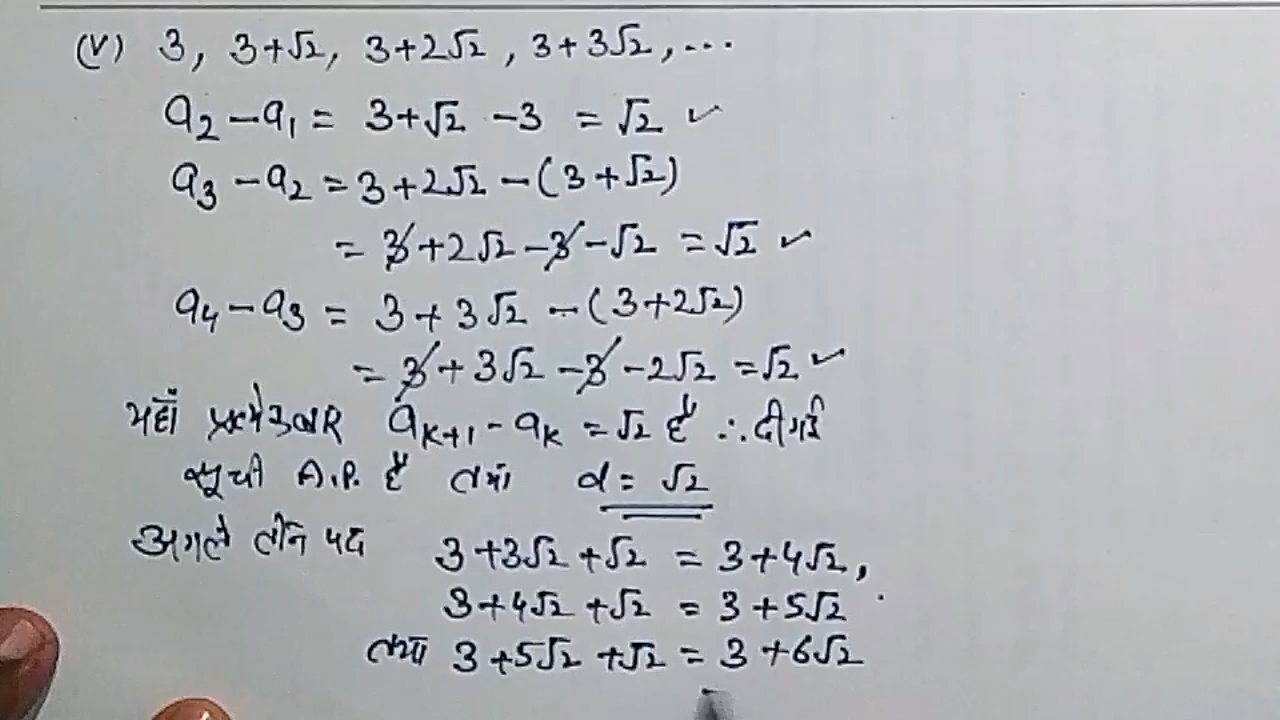 (V) 3, 3+√2, 3+2√2, 3+3√2, ...
a₂ - a₁ = 3+√2 - 3 = √2 ✓
a₃ - a₂ = 3+2√2 - (3+√2)
= 3+2√2 - 3 - √2 = √2 ✓
a₄ - a₃ = 3+3√2 - (3+2√2)
= 3+3√2 - 3 - 2√2 = √2 ✓
यहाँ प्रत्येक बार aₖ₊₁ - aₖ = √2 है ∴ दी गई
सूची A.P. है तथा d = √2
अगले तीन पद 3+3√2+√2 = 3+4√2,
3+4√2+√2 = 3+5√2
तथा 3+5√2+√2 = 3+6√2